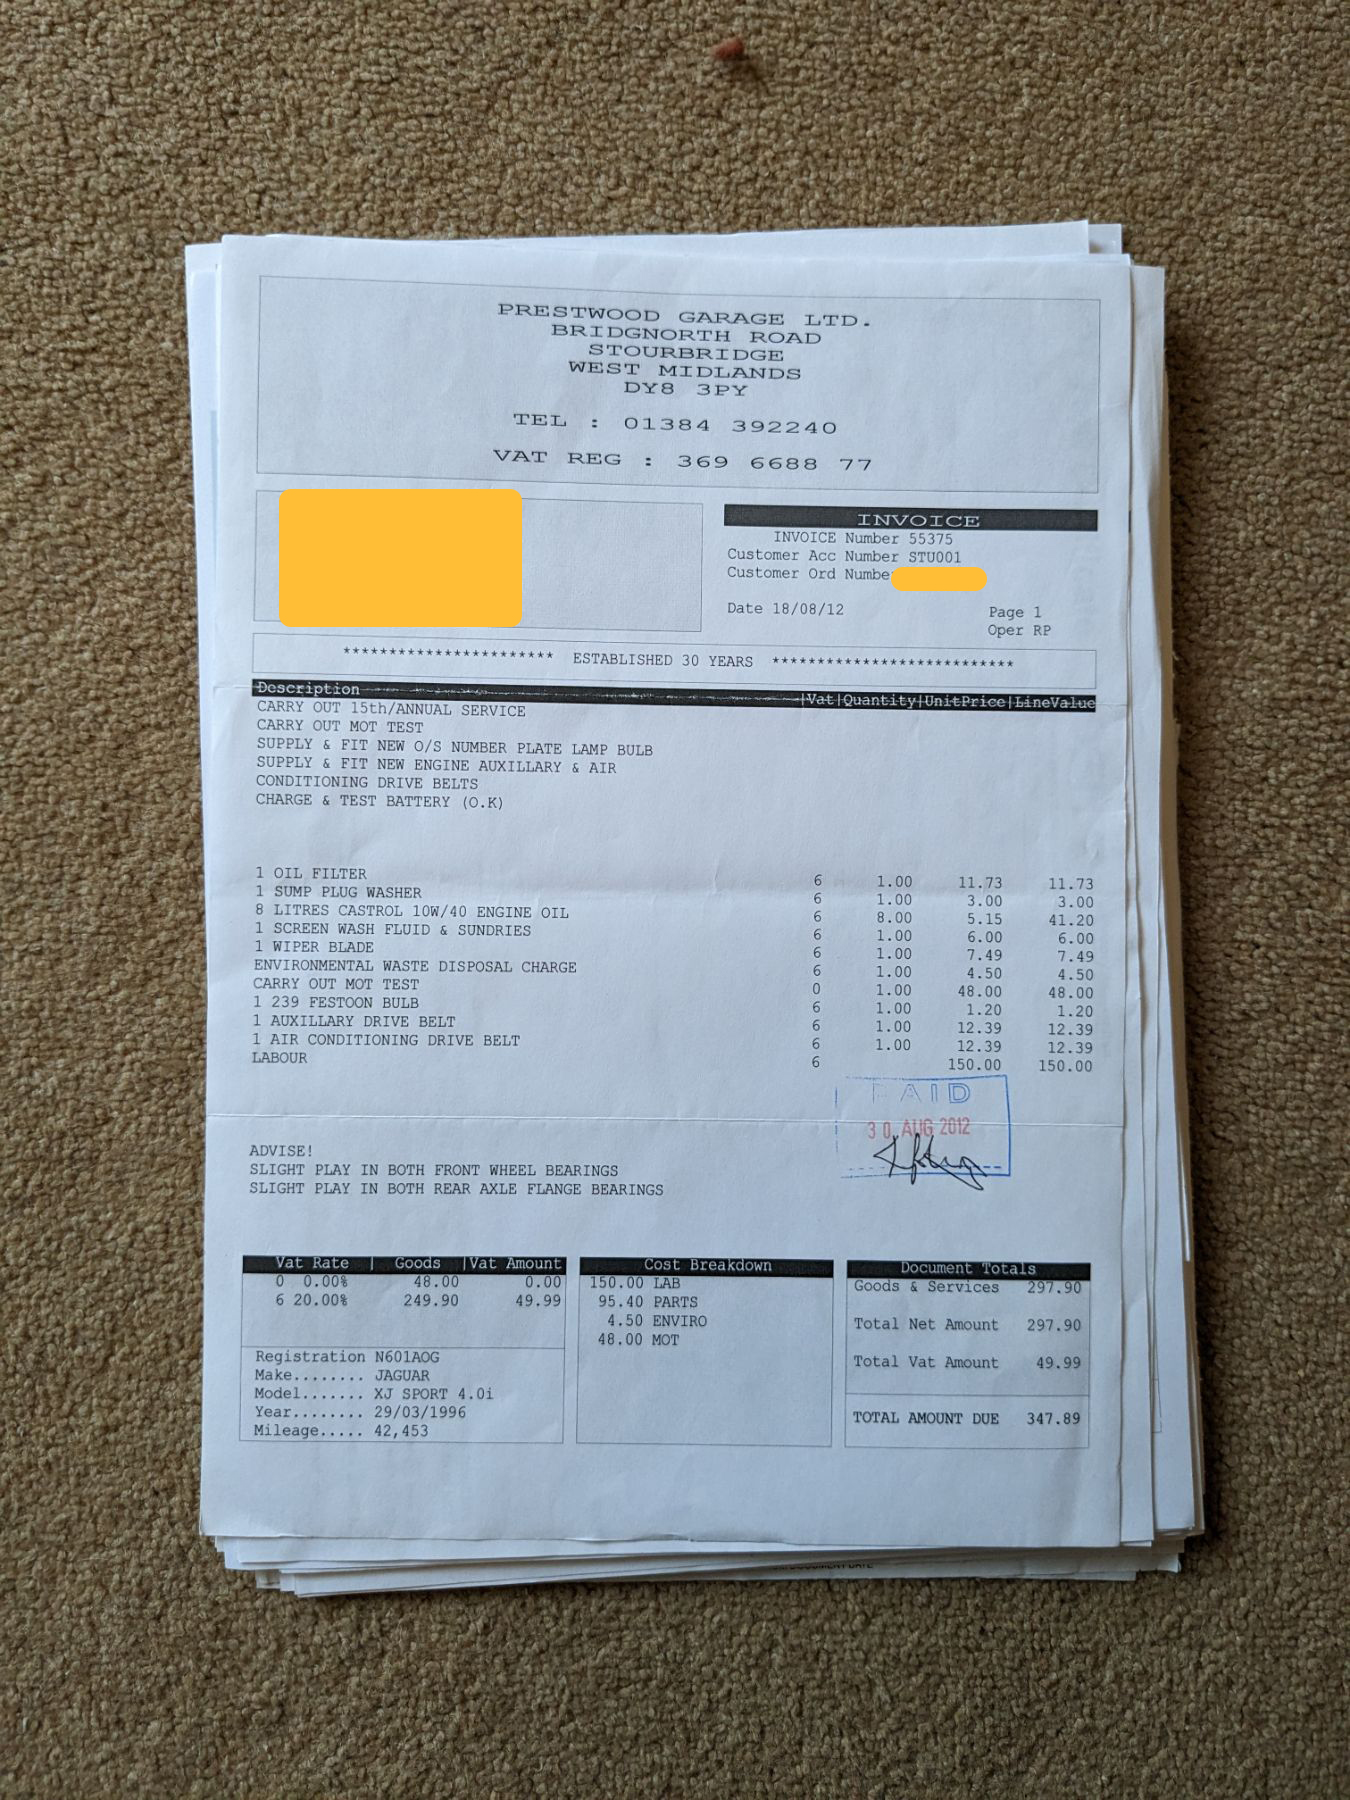 PRESTWOOD GARAGE LTD.
BRIDGNORTH ROAD
STOURBRIDGE
WEST MIDLANDS
DY8 3PY
TEL : 01384 392240
VAT REG : 369 6688 77
INVOICE
INVOICE Number 55375
Customer Acc Number STU001
Customer Ord Numbe
Date 18/08/12
Page 1
Oper RP
*********************** ESTABLISHED 30 YEARS ***************************
Description |Vat|Quantity|UnitPrice|LineValue
CARRY OUT 15th/ANNUAL SERVICE
CARRY OUT MOT TEST
SUPPLY & FIT NEW O/S NUMBER PLATE LAMP BULB
SUPPLY & FIT NEW ENGINE AUXILLARY & AIR
CONDITIONING DRIVE BELTS
CHARGE & TEST BATTERY (O.K)
1 OIL FILTER 6 1.00 11.73 11.73
1 SUMP PLUG WASHER 6 1.00 3.00 3.00
8 LITRES CASTROL 10W/40 ENGINE OIL 6 8.00 5.15 41.20
1 SCREEN WASH FLUID & SUNDRIES 6 1.00 6.00 6.00
1 WIPER BLADE 6 1.00 7.49 7.49
ENVIRONMENTAL WASTE DISPOSAL CHARGE 6 1.00 4.50 4.50
CARRY OUT MOT TEST 0 1.00 48.00 48.00
1 239 FESTOON BULB 6 1.00 1.20 1.20
1 AUXILLARY DRIVE BELT 6 1.00 12.39 12.39
1 AIR CONDITIONING DRIVE BELT 6 1.00 12.39 12.39
LABOUR 6 150.00 150.00
PAID
30 AUG 2012
ADVISE!
SLIGHT PLAY IN BOTH FRONT WHEEL BEARINGS
SLIGHT PLAY IN BOTH REAR AXLE FLANGE BEARINGS
Vat Rate | Goods |Vat Amount
0 0.00% 48.00 0.00
6 20.00% 249.90 49.99
Registration N601AOG
Make........ JAGUAR
Model....... XJ SPORT 4.0i
Year........ 29/03/1996
Mileage..... 42,453
Cost Breakdown
150.00 LAB
95.40 PARTS
4.50 ENVIRO
48.00 MOT
Document Totals
Goods & Services 297.90
Total Net Amount 297.90
Total Vat Amount 49.99
TOTAL AMOUNT DUE 347.89